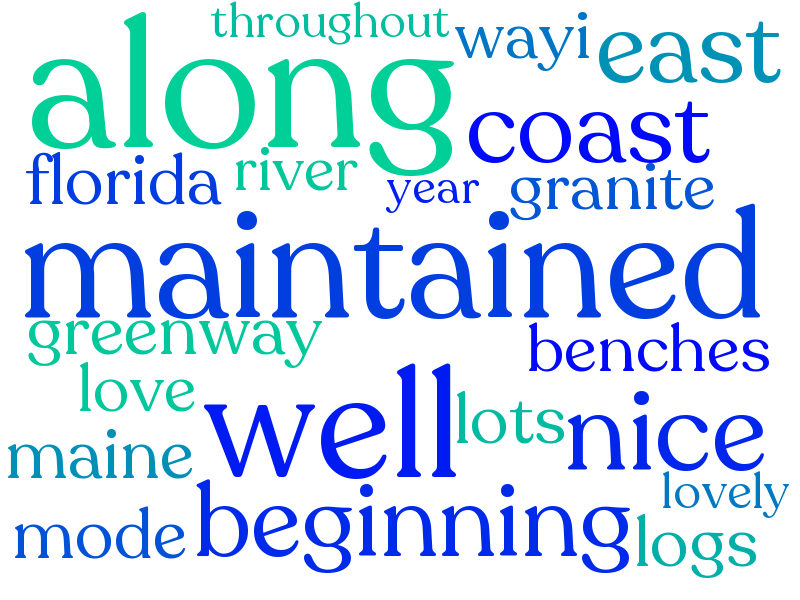 throughout
along wayi east
coast
florida river year granite
maintained
greenway benches
love well lots nice
maine lovely
mode beginning logs